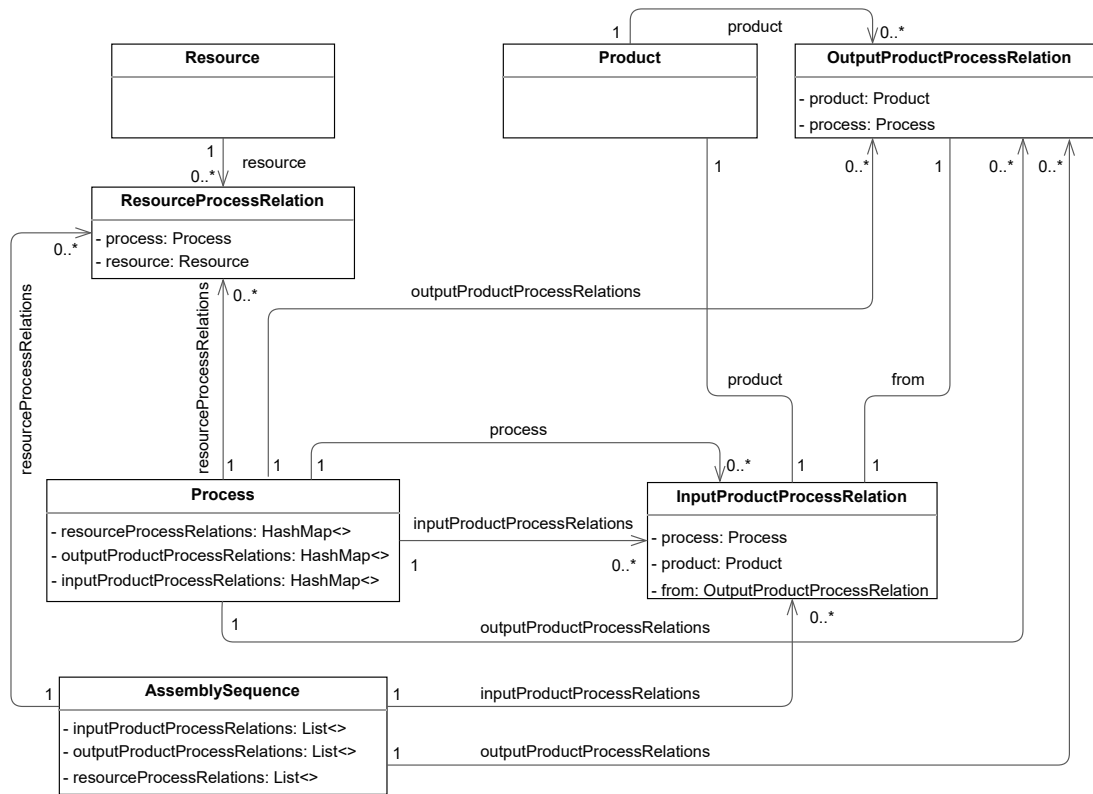 1
product
0..*
Resource
Product
OutputProductProcessRelation
- product: Product
- process: Process
1
resource
0..*
1
0..*
1
0..*
0..*
ResourceProcessRelation
- process: Process
- resource: Resource
0..*
0..*
resourceProcessRelations
resourceProcessRelations
outputProductProcessRelations
product
from
process
1
1
1
0..*
1
1
Process
- resourceProcessRelations: HashMap<>
- outputProductProcessRelations: HashMap<>
- inputProductProcessRelations: HashMap<>
inputProductProcessRelations
1
0..*
InputProductProcessRelation
- process: Process
- product: Product
- from: OutputProductProcessRelation
0..*
1
outputProductProcessRelations
1
AssemblySequence
- inputProductProcessRelations: List<>
- outputProductProcessRelations: List<>
- resourceProcessRelations: List<>
1
inputProductProcessRelations
1
outputProductProcessRelations